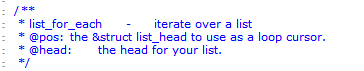 /**
* list_for_each - iterate over a list
* @pos: the &struct list_head to use as a loop cursor.
* @head: the head for your list.
*/